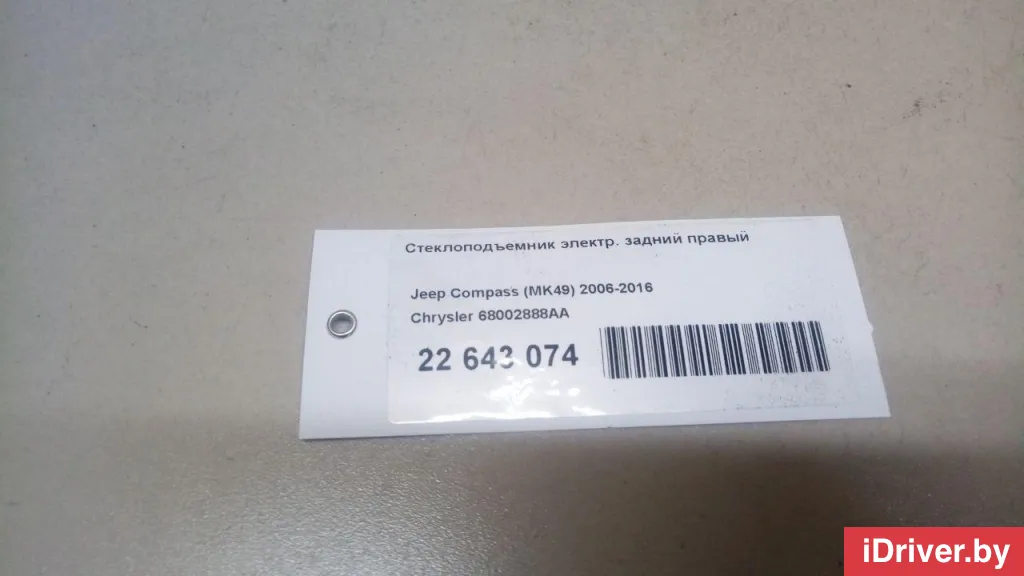 Стеклоподъемник электр. задний правый
Jeep Compass (MK49) 2006-2016
Chrysler 68002888AA
22 643 074
iDriver.by